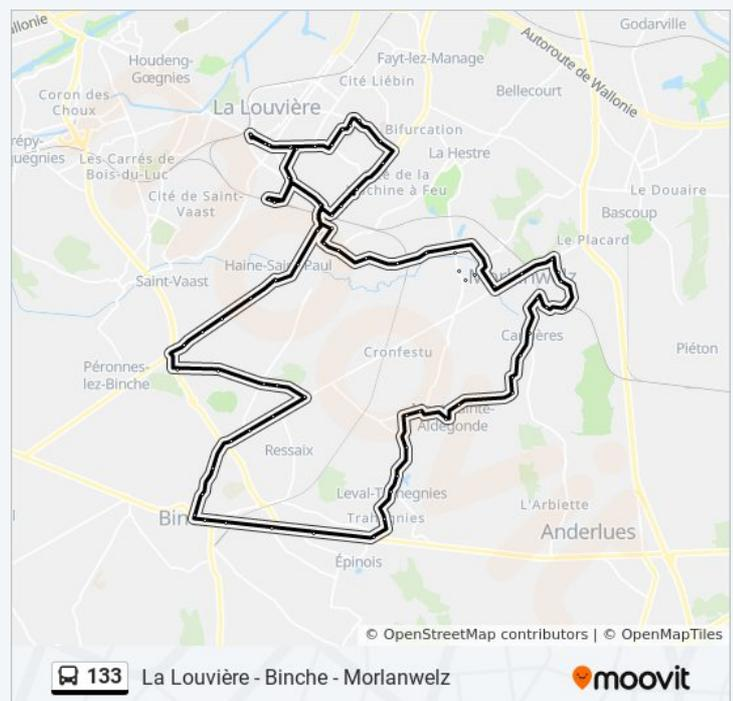 Godarville
Houdeng-
Gœgnies
Fayt-lez-Manage
Autoroute de Wallonie
Cité Liébin
Bellecourt
Coron des
Choux
La Louvière
Bifurcation
La Hestre
Les Carrés de
Bois-du-Luc
Cité de Saint-
Vaast
Le Douaire
Bascoup
Le Placard
Haine-Saint-Paul
Saint-Vaast
Morlanwelz
Carnières
Piéton
Cronfestu
Péronnes-
lez-Binche
Aldegonde
Ressaix
Leval-Trahegnies
Trahegnies
L'Arbiette
Anderlues
Épinois
© OpenStreetMap contributors | © OpenMapTiles
133 La Louvière - Binche - Morlanwelz
moovit